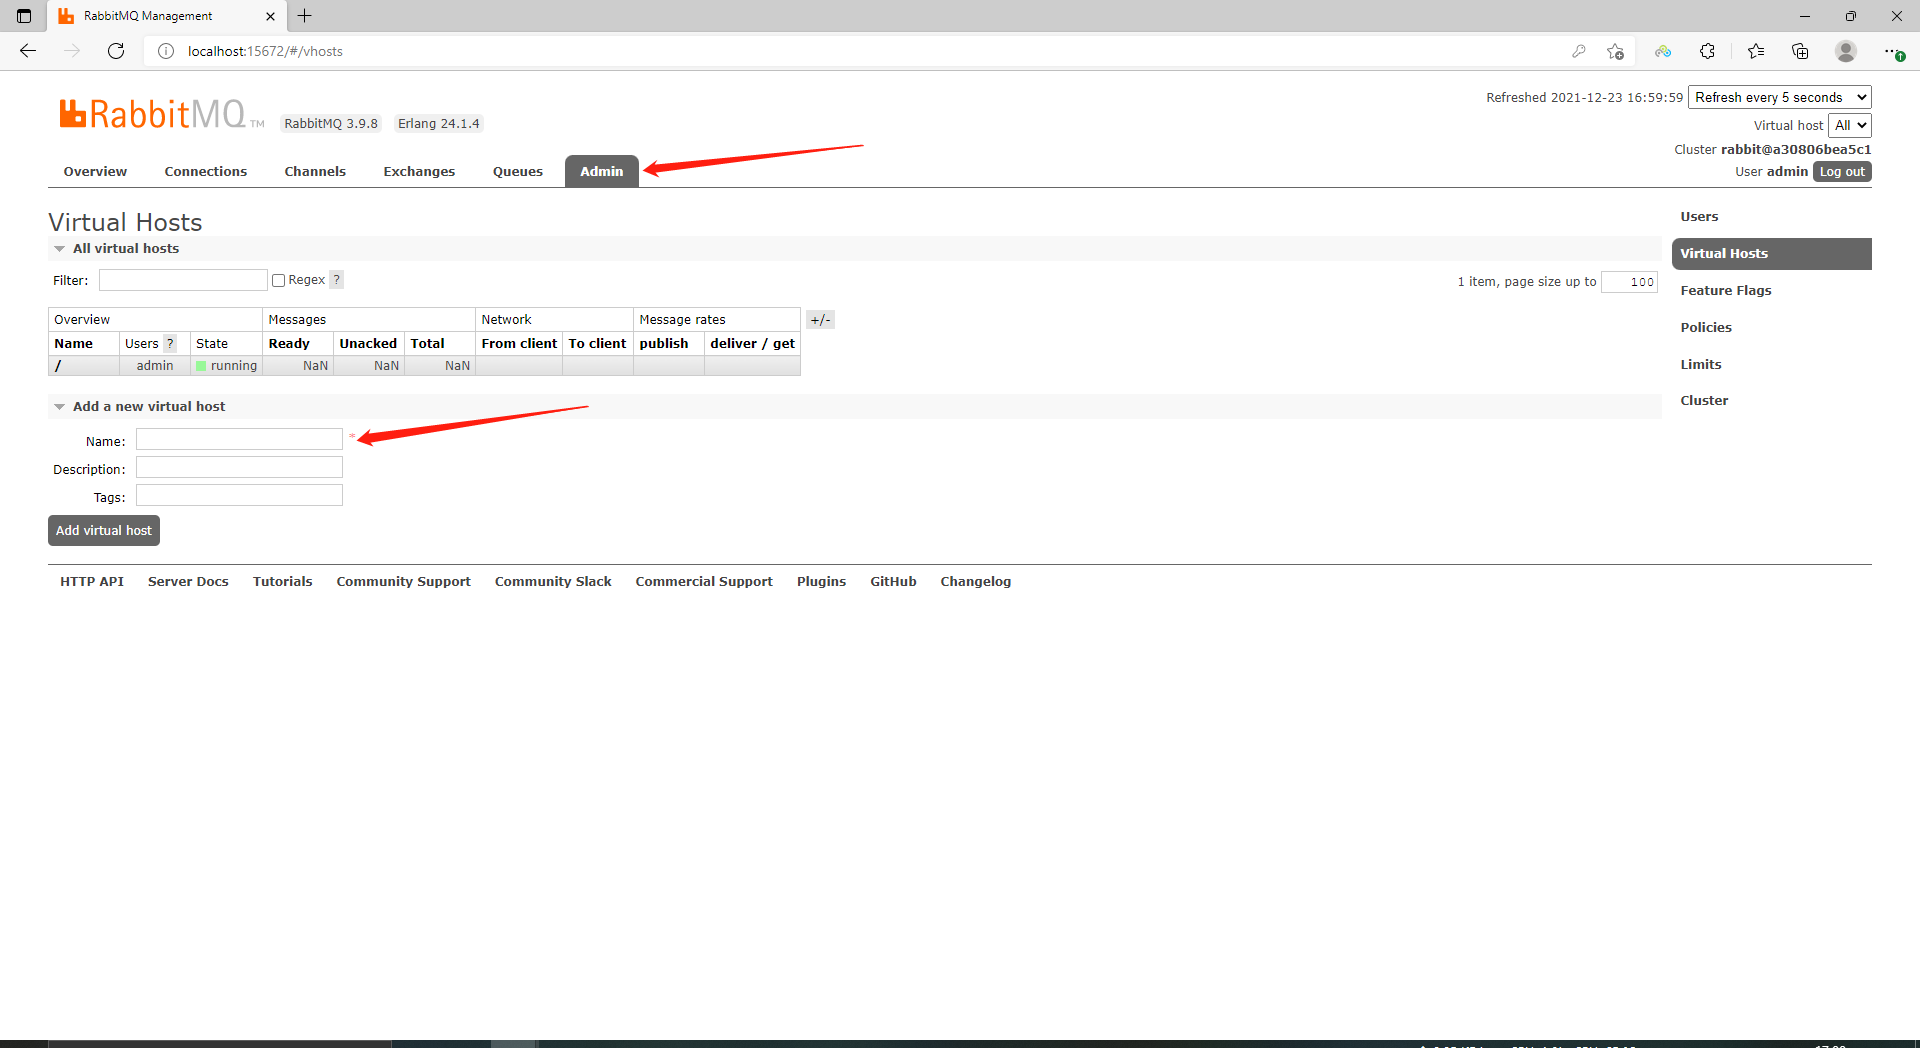 RabbitMQ Management
localhost:15672/#/vhosts
RabbitMQ TM
RabbitMQ 3.9.8 Erlang 24.1.4
Refreshed 2021-12-23 16:59:59 Refresh every 5 seconds
Virtual host All
Cluster rabbit@a30806bea5c1
User admin Log out
Overview Connections Channels Exchanges Queues Admin
Virtual Hosts
All virtual hosts
Filter: Regex ?
1 item, page size up to 100
Overview Messages Network Message rates +/-
Name Users ? State Ready Unacked Total From client To client publish deliver / get
/ admin running NaN NaN NaN
Add a new virtual host
Name: *
Description:
Tags:
Add virtual host
Users
Virtual Hosts
Feature Flags
Policies
Limits
Cluster
HTTP API Server Docs Tutorials Community Support Community Slack Commercial Support Plugins GitHub Changelog